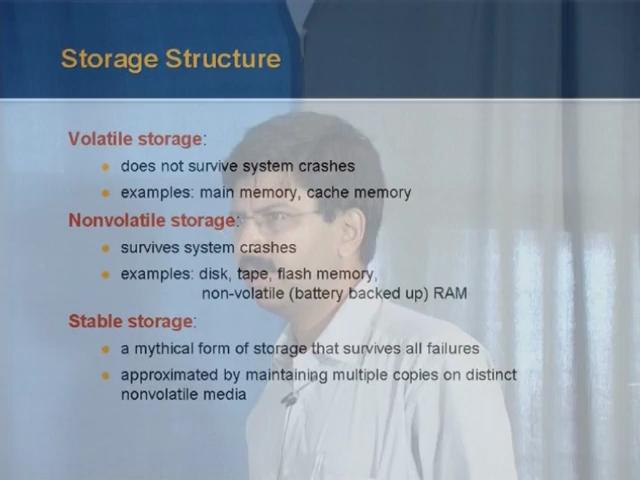 Storage Structure
Volatile storage:
does not survive system crashes
examples: main memory, cache memory
Nonvolatile storage:
survives system crashes
examples: disk, tape, flash memory,
non-volatile (battery backed up) RAM
Stable storage:
a mythical form of storage that survives all failures
approximated by maintaining multiple copies on distinct
nonvolatile media